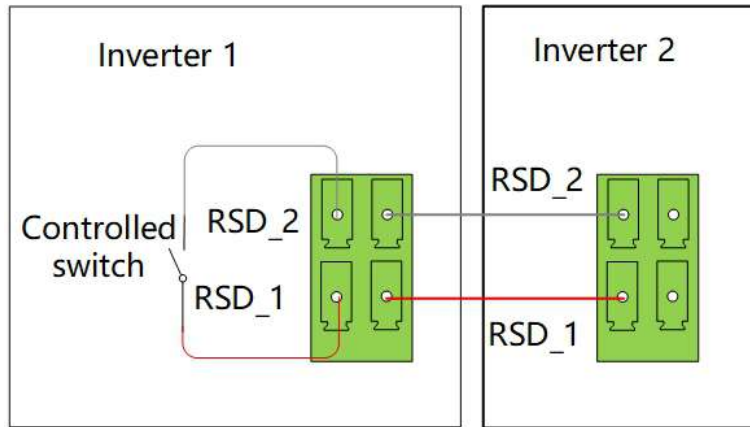 Inverter 1
Inverter 2
RSD_2
RSD_2
Controlled
switch
RSD_1
RSD_1